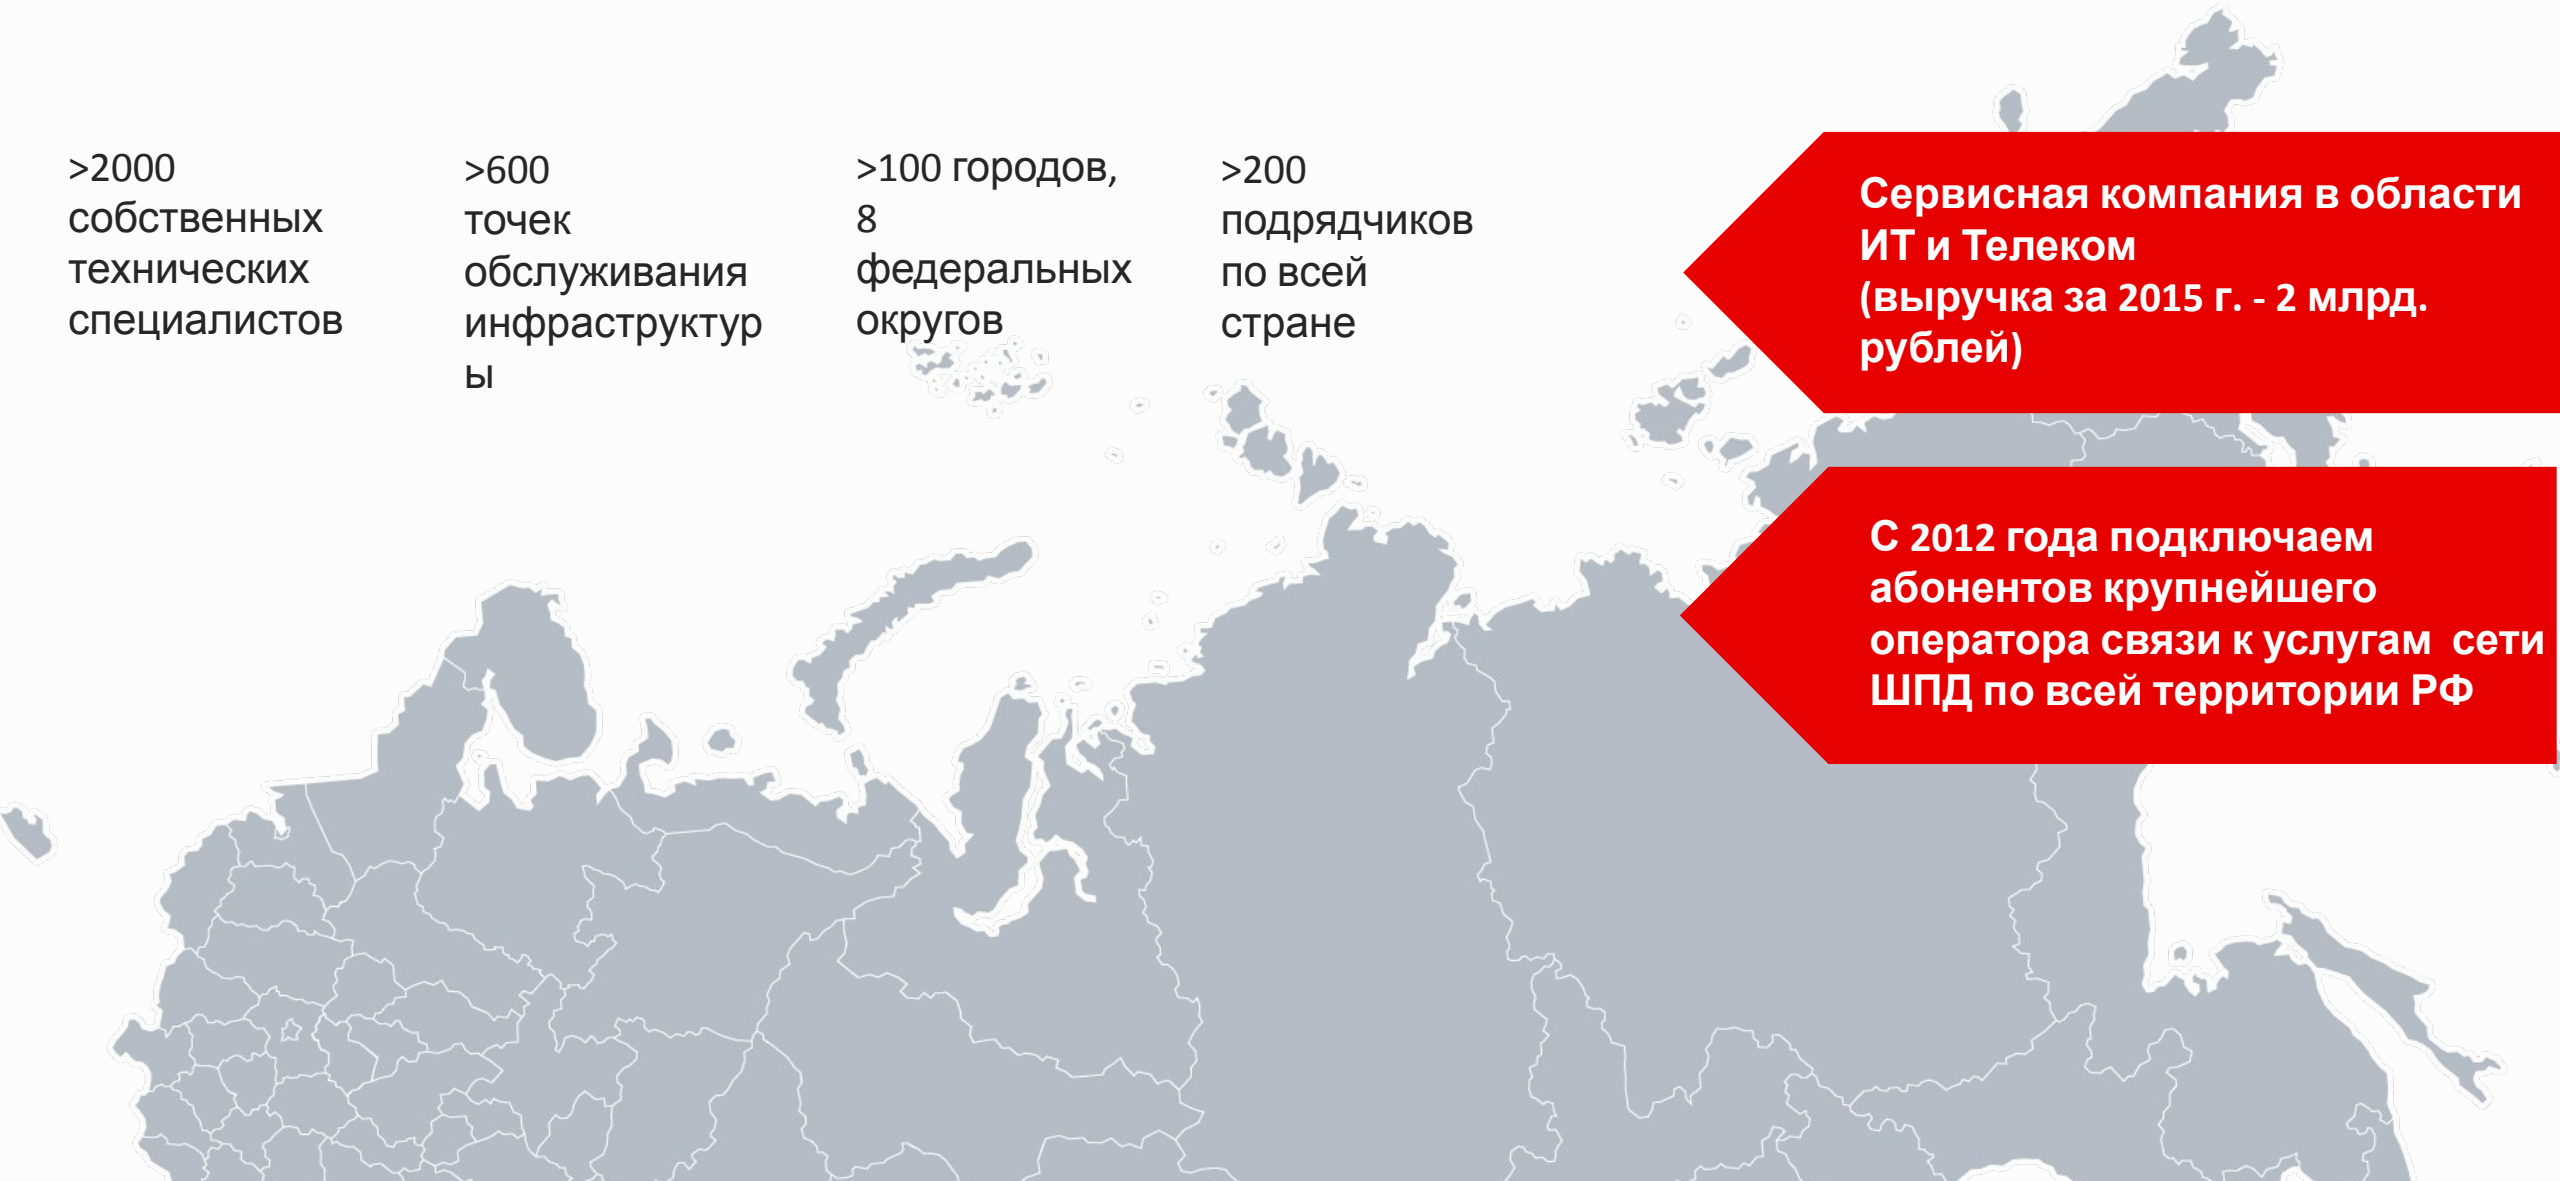 >2000
собственных
технических
специалистов
>600
точек
обслуживания
инфраструктур
ы
>100 городов,
8
федеральных
округов
>200
подрядчиков
по всей
стране
Сервисная компания в области
ИТ и Телеком
(выручка за 2015 г. - 2 млрд.
рублей)
С 2012 года подключаем
абонентов крупнейшего
оператора связи к услугам  сети
ШПД по всей территории РФ